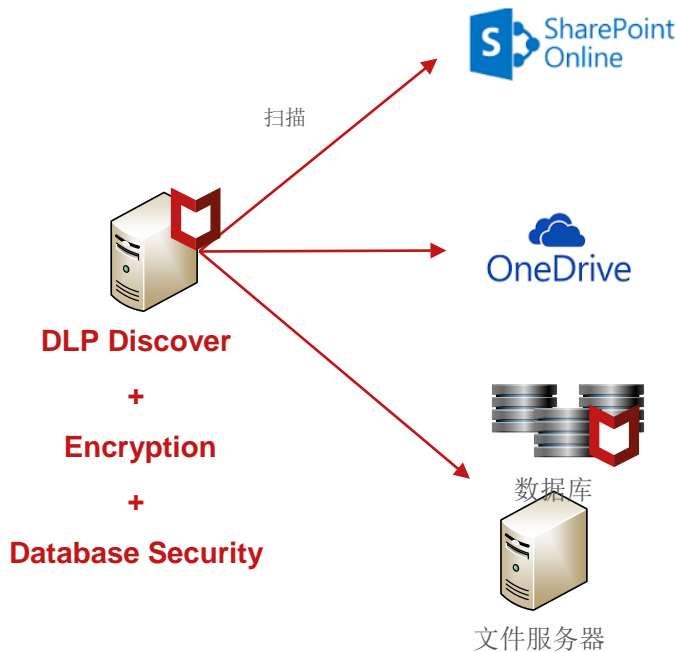 SharePoint
Online
扫描
OneDrive
DLP Discover
+
Encryption
+
Database Security
数据库
文件服务器